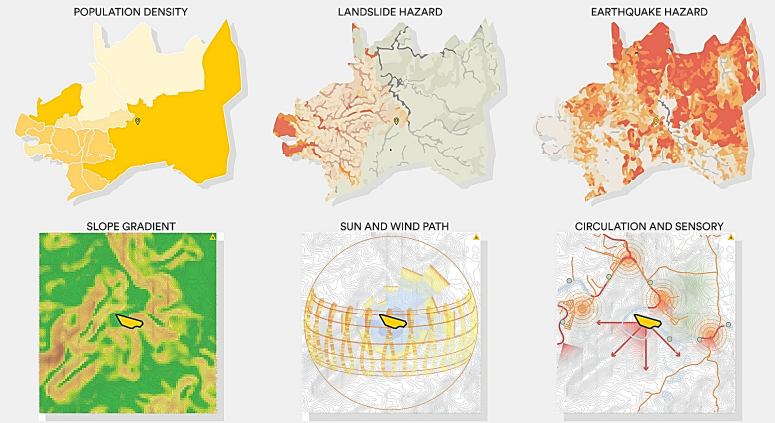 POPULATION DENSITY
LANDSLIDE HAZARD
EARTHQUAKE HAZARD
SLOPE GRADIENT
SUN AND WIND PATH
CIRCULATION AND SENSORY